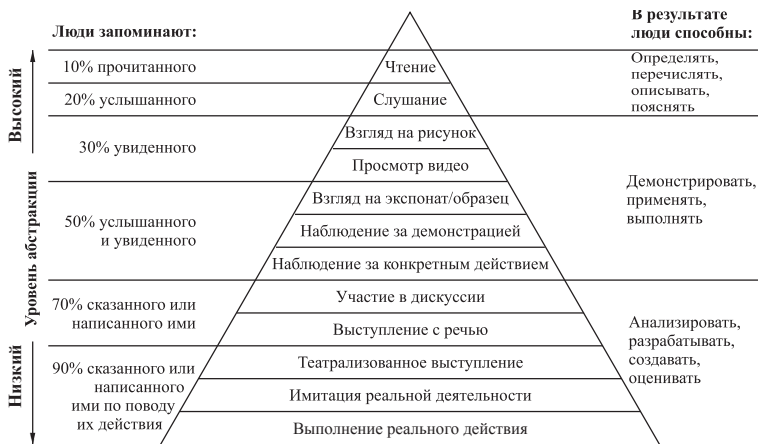 Люди запоминают:
В результате
люди способны:
Высокий
Уровень абстракции
Низкий
10% прочитанного
20% услышанного
30% увиденного
50% услышанного
и увиденного
70% сказанного или
написанного ими
90% сказанного или
написанного
ими по поводу
их действия
Чтение
Слушание
Взгляд на рисунок
Просмотр видео
Взгляд на экспонат/образец
Наблюдение за демонстрацией
Наблюдение за конкретным действием
Участие в дискуссии
Выступление с речью
Театрализованное выступление
Имитация реальной деятельности
Выполнение реального действия
Определять,
перечислять,
описывать,
пояснять
Демонстрировать,
применять,
выполнять
Анализировать,
разрабатывать,
создавать,
оценивать